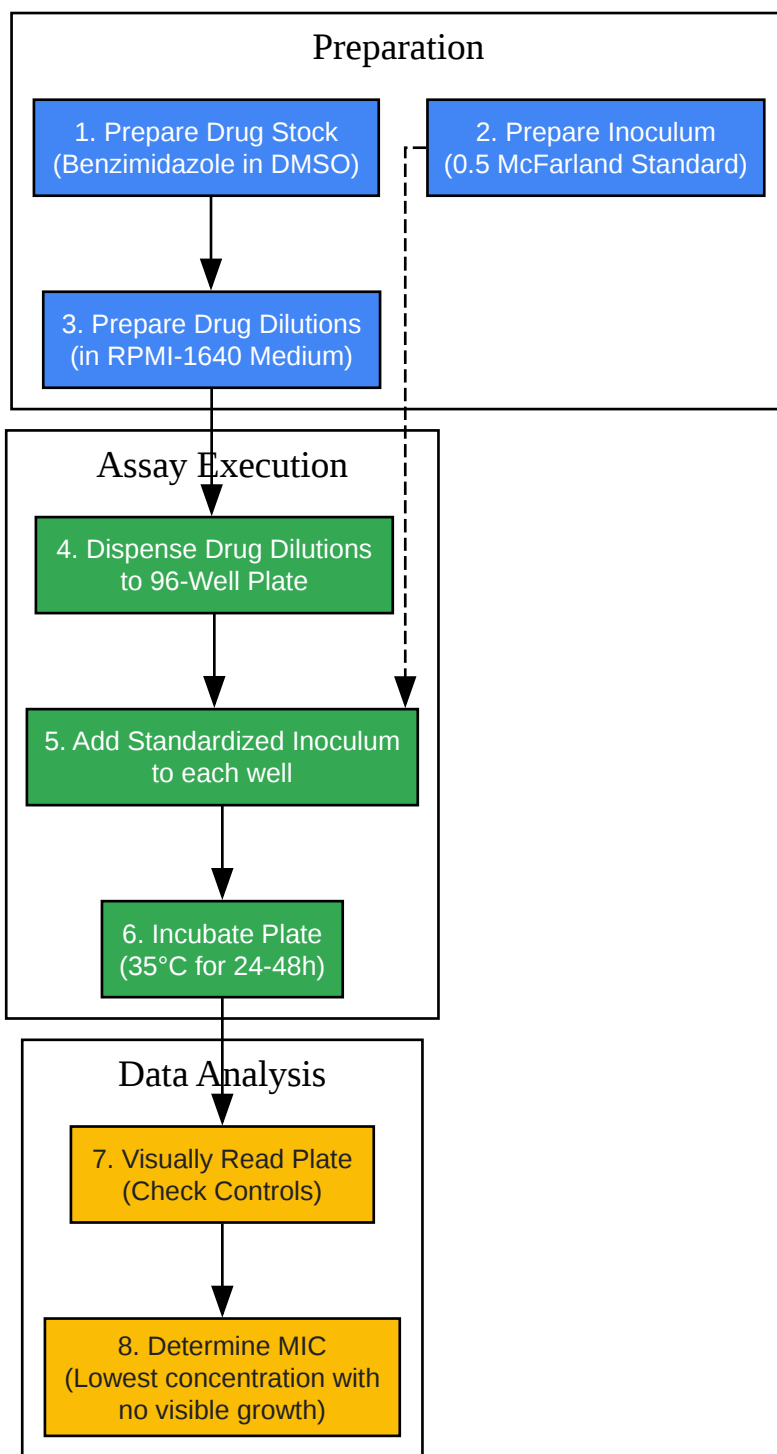 Preparation
1. Prepare Drug Stock
(Benzimidazole in DMSO)
2. Prepare Inoculum
(0.5 McFarland Standard)
3. Prepare Drug Dilutions
(in RPMI-1640 Medium)
Assay Execution
4. Dispense Drug Dilutions
to 96-Well Plate
5. Add Standardized Inoculum
to each well
6. Incubate Plate
(35°C for 24-48h)
Data Analysis
7. Visually Read Plate
(Check Controls)
8. Determine MIC
(Lowest concentration with
no visible growth)